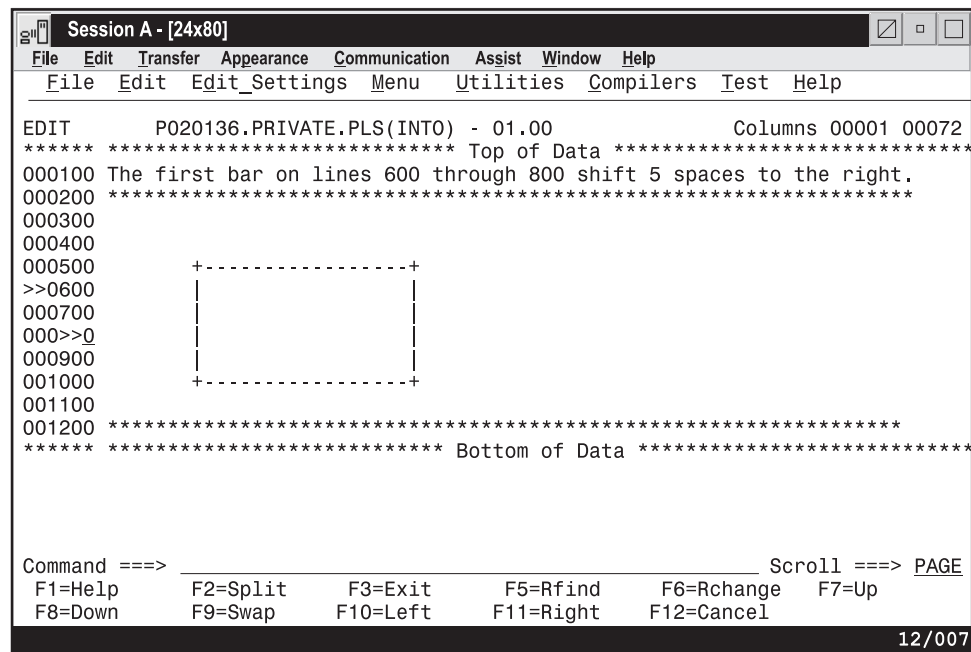 Session A - [24x80]
File Edit Transfer Appearance Communication Assist Window Help
File Edit Edit_Settings Menu Utilities Compilers Test Help
EDIT P020136.PRIVATE.PLS(INTO) - 01.00 Columns 00001 00072
****** ***************************** Top of Data ******************************
000100 The first bar on lines 600 through 800 shift 5 spaces to the right.
000200 *******************************************************************
000300
000400
000500 +-----------------+
>>0600 | |
000700 | |
000>>0 | |
000900 | |
001000 +-----------------+
001100
001200 ******************************************************************
****** **************************** Bottom of Data ****************************
Command ===> Scroll ===> PAGE
F1=Help F2=Split F3=Exit F5=Rfind F6=Rchange F7=Up
F8=Down F9=Swap F10=Left F11=Right F12=Cancel
12/007